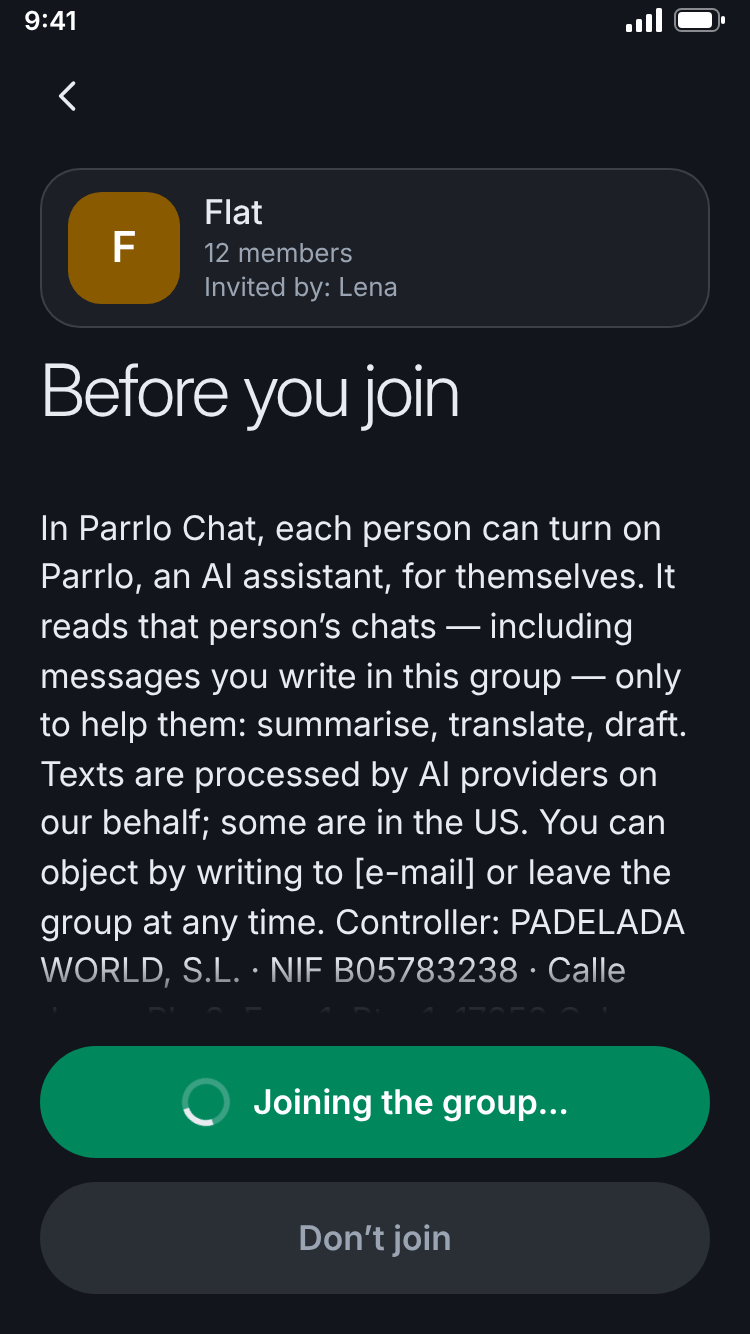 9:41
F
Flat
12 members
Invited by: Lena
Before you join
In Parrlo Chat, each person can turn on
Parrlo, an AI assistant, for themselves. It
reads that person’s chats — including
messages you write in this group — only
to help them: summarise, translate, draft.
Texts are processed by AI providers on
our behalf; some are in the US. You can
object by writing to [e-mail] or leave the
group at any time. Controller: PADELADA
WORLD, S.L. · NIF B05783238 · Calle
Joining the group…
Don’t join